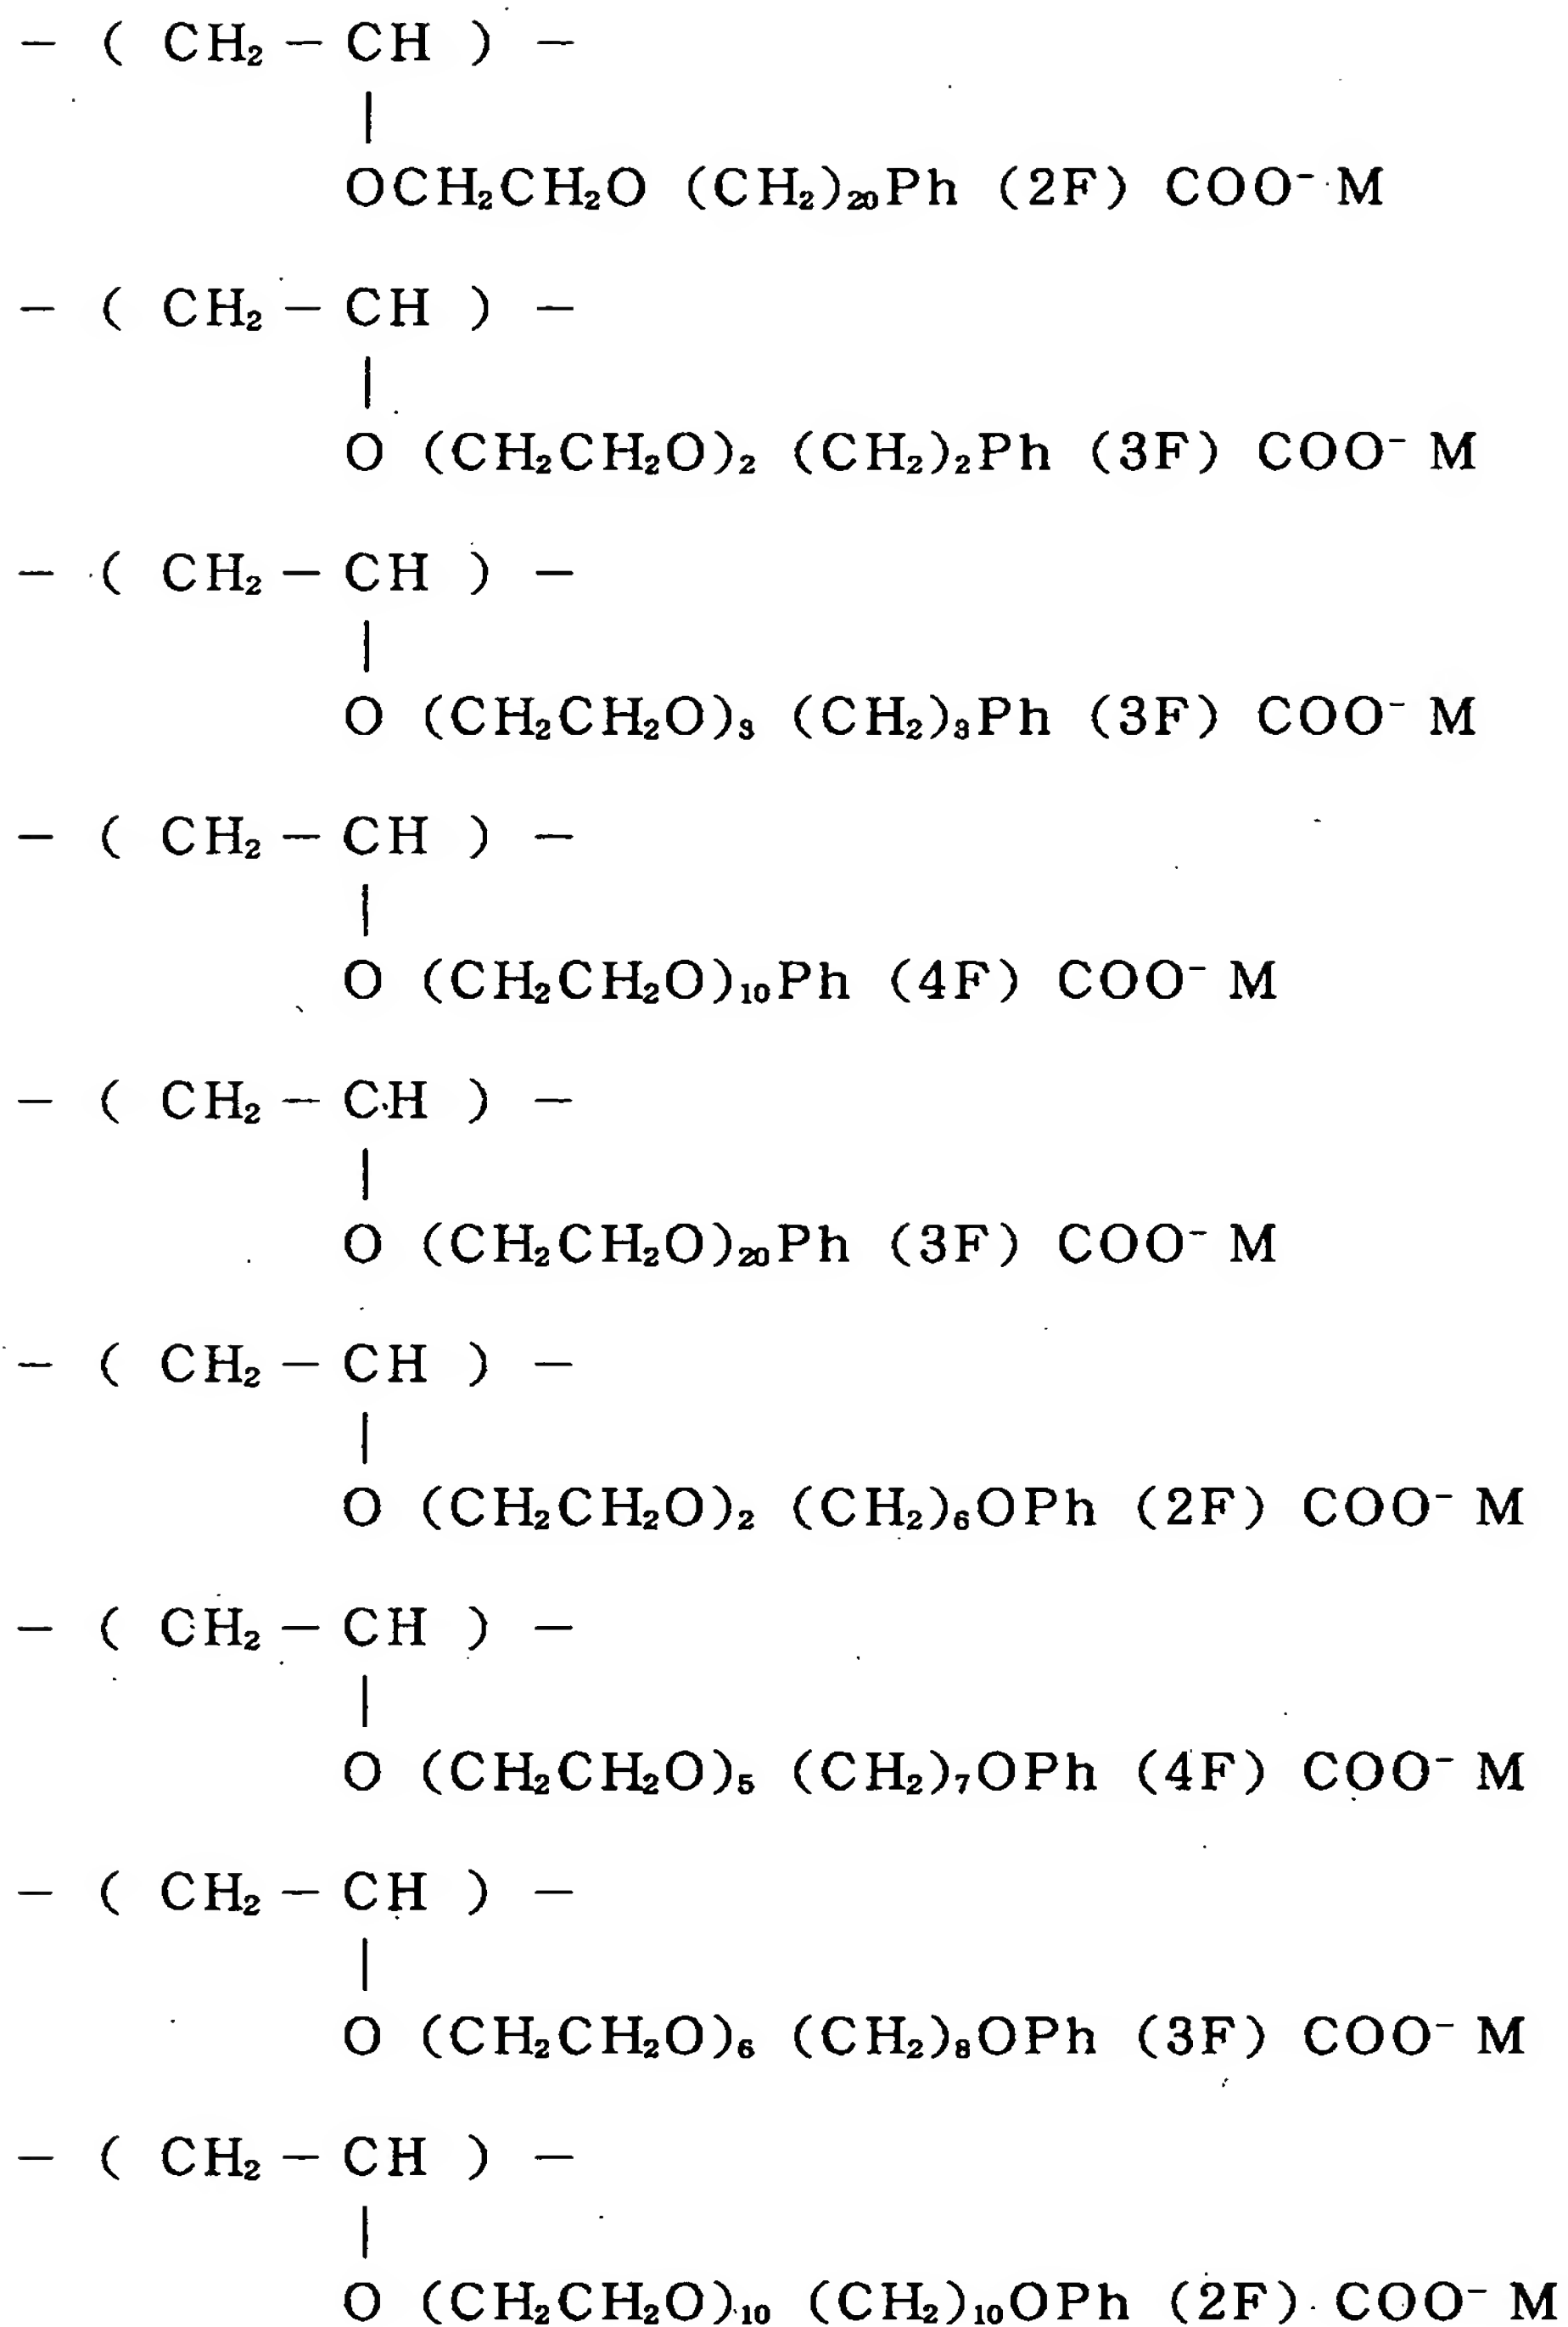 − ( CH₂ − CH ) −
|
OCH₂CH₂O (CH₂)₂₀Ph (2F) COO⁻ M
− ( CH₂ − CH ) −
|
O (CH₂CH₂O)₂ (CH₂)₂Ph (3F) COO⁻ M
− ( CH₂ − CH ) −
|
O (CH₂CH₂O)₃ (CH₂)₃Ph (3F) COO⁻ M
− ( CH₂ − CH ) −
|
O (CH₂CH₂O)₁₀Ph (4F) COO⁻ M
− ( CH₂ − CH ) −
|
O (CH₂CH₂O)₂₀Ph (3F) COO⁻ M
− ( CH₂ − CH ) −
|
O (CH₂CH₂O)₂ (CH₂)₆OPh (2F) COO⁻ M
− ( CH₂ − CH ) −
|
O (CH₂CH₂O)₅ (CH₂)₇OPh (4F) COO⁻ M
− ( CH₂ − CH ) −
|
O (CH₂CH₂O)₆ (CH₂)₈OPh (3F) COO⁻ M
− ( CH₂ − CH ) −
|
O (CH₂CH₂O)₁₀ (CH₂)₁₀OPh (2F) COO⁻ M